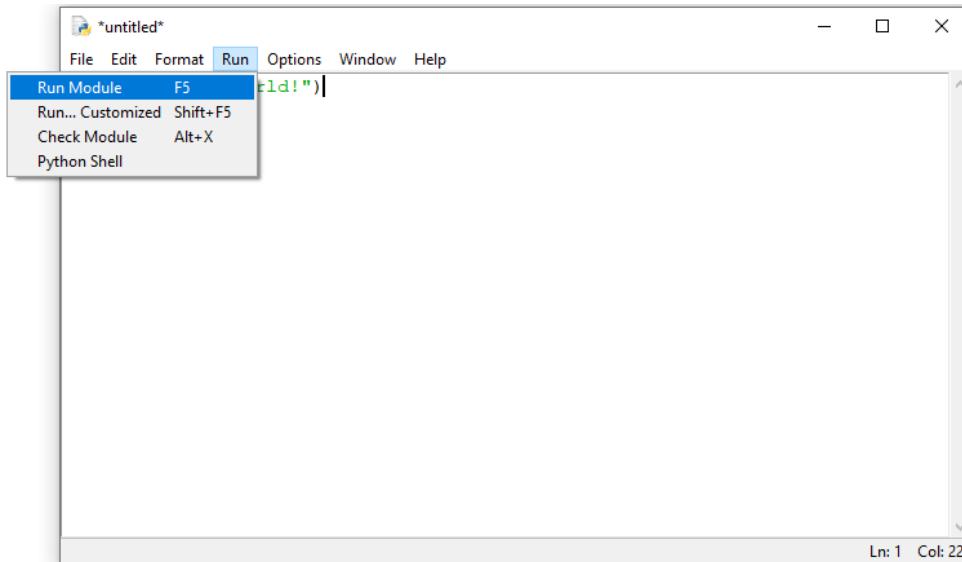 *untitled*
File Edit Format Run Options Window Help
Run Module F5
rld!")
Run... Customized Shift+F5
Check Module Alt+X
Python Shell
Ln: 1 Col: 22